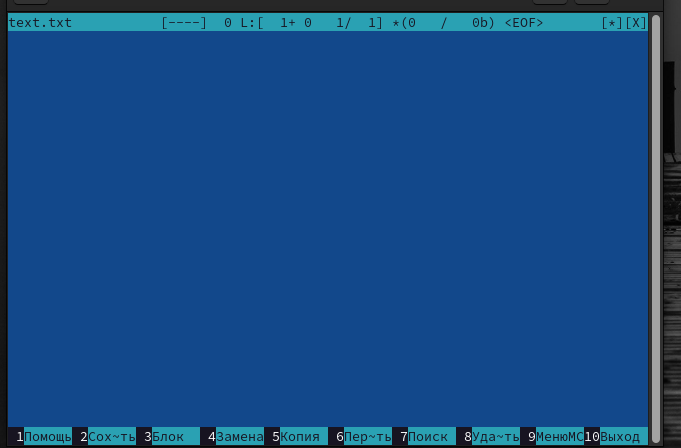 text.txt [----] 0 L:[ 1+ 0 1/ 1] *(0 / 0b) <EOF> [*][X]
1Помощь 2Сох~ть 3Блок 4Замена 5Копия 6Пер~ть 7Поиск 8Уда~ть 9МенюMC 10Выход